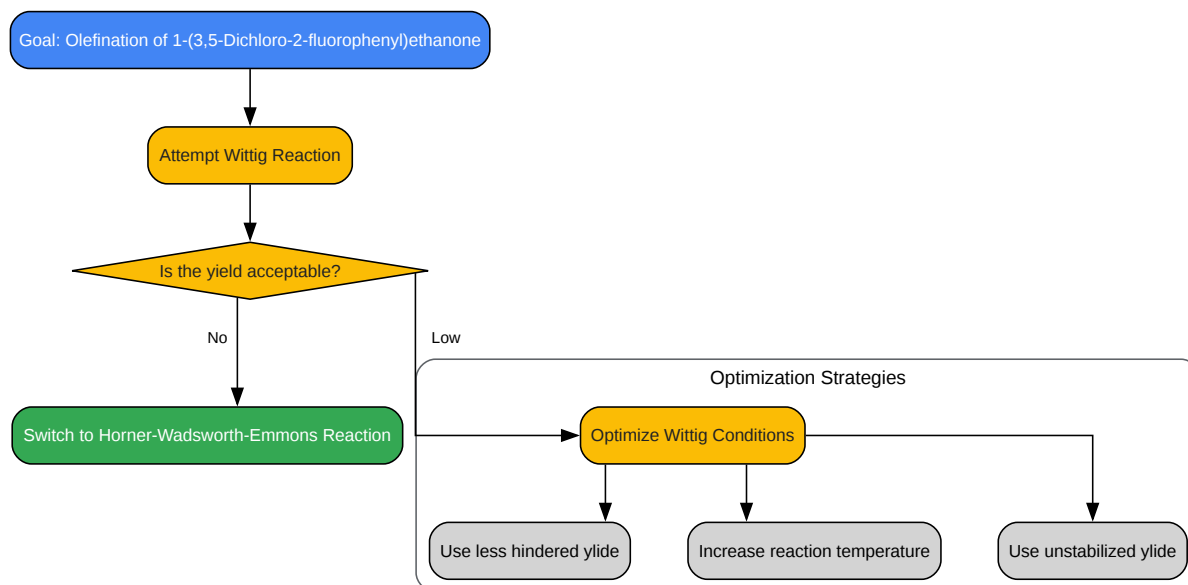 Goal: Olefination of 1-(3,5-Dichloro-2-fluorophenyl)ethanone
Attempt Wittig Reaction
Is the yield acceptable?
No
Low
Optimization Strategies
Switch to Horner-Wadsworth-Emmons Reaction
Optimize Wittig Conditions
Use less hindered ylide
Increase reaction temperature
Use unstabilized ylide